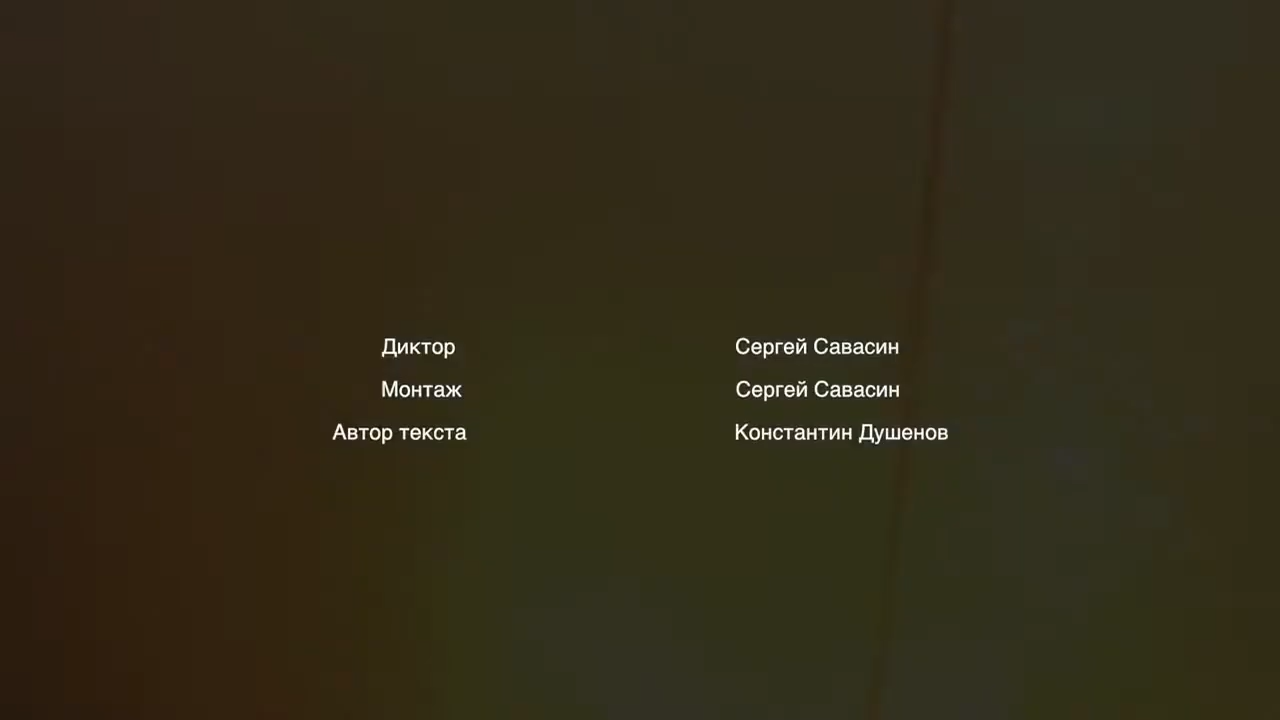 Диктор Сергей Савасин
Монтаж Сергей Савасин
Автор текста Константин Душенов